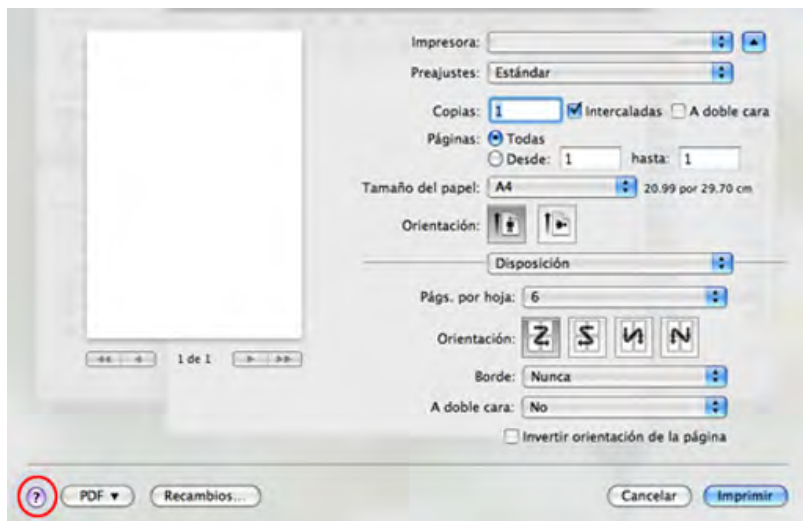 Impresora:
Preajustes: Estándar
Copias: 1 Intercaladas A doble cara
Páginas: Todas
Desde: 1 hasta: 1
Tamaño del papel: A4 20.99 por 29.70 cm
Orientación:
Disposición
Págs. por hoja: 6
Orientación:
1 de 1
Borde: Nunca
A doble cara: No
Invertir orientación de la página
? PDF ▼ Recambios... Cancelar Imprimir